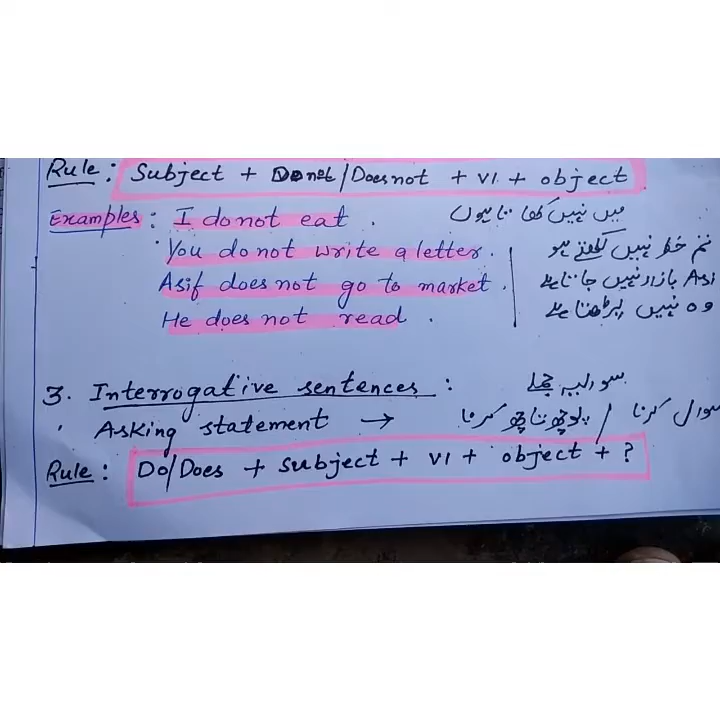 Rule: Subject + Do not/Does not + V1 + object
Examples: I do not eat. میں نہیں کھاتا ہوں
You do not write a letter. تم خط نہیں لکھتے ہو
Asif does not go to market. Asi بازار نہیں جاتا ہے
He does not read. وہ نہیں پڑھتا ہے
3. Interrogative sentences: سوالیہ جملے
Asking statement → پوچھ تاچھ کرنا / سوال کرنا
Rule: Do/Does + subject + V1 + object + ?